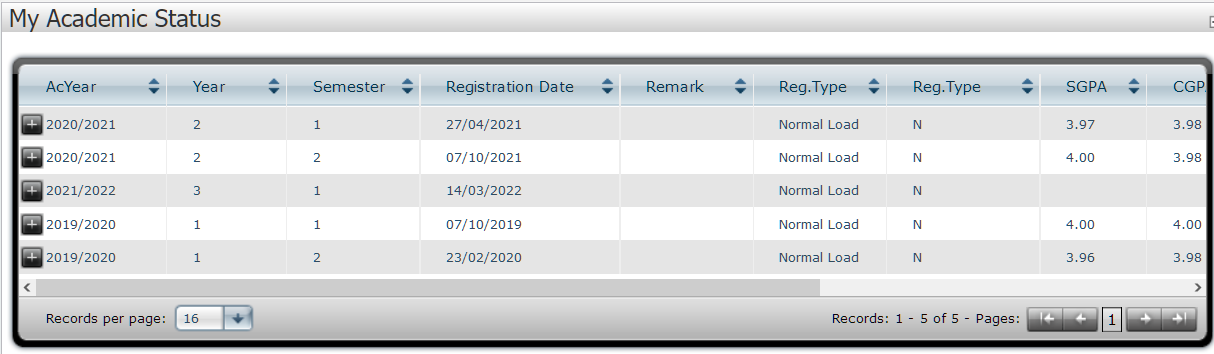 My Academic Status
AcYear Year Semester Registration Date Remark Reg.Type Reg.Type SGPA CGPA
2020/2021 2 1 27/04/2021 Normal Load N 3.97 3.98
2020/2021 2 2 07/10/2021 Normal Load N 4.00 3.98
2021/2022 3 1 14/03/2022 Normal Load N
2019/2020 1 1 07/10/2019 Normal Load N 4.00 4.00
2019/2020 1 2 23/02/2020 Normal Load N 3.96 3.98
Records per page: 16 Records: 1 - 5 of 5 - Pages: 1